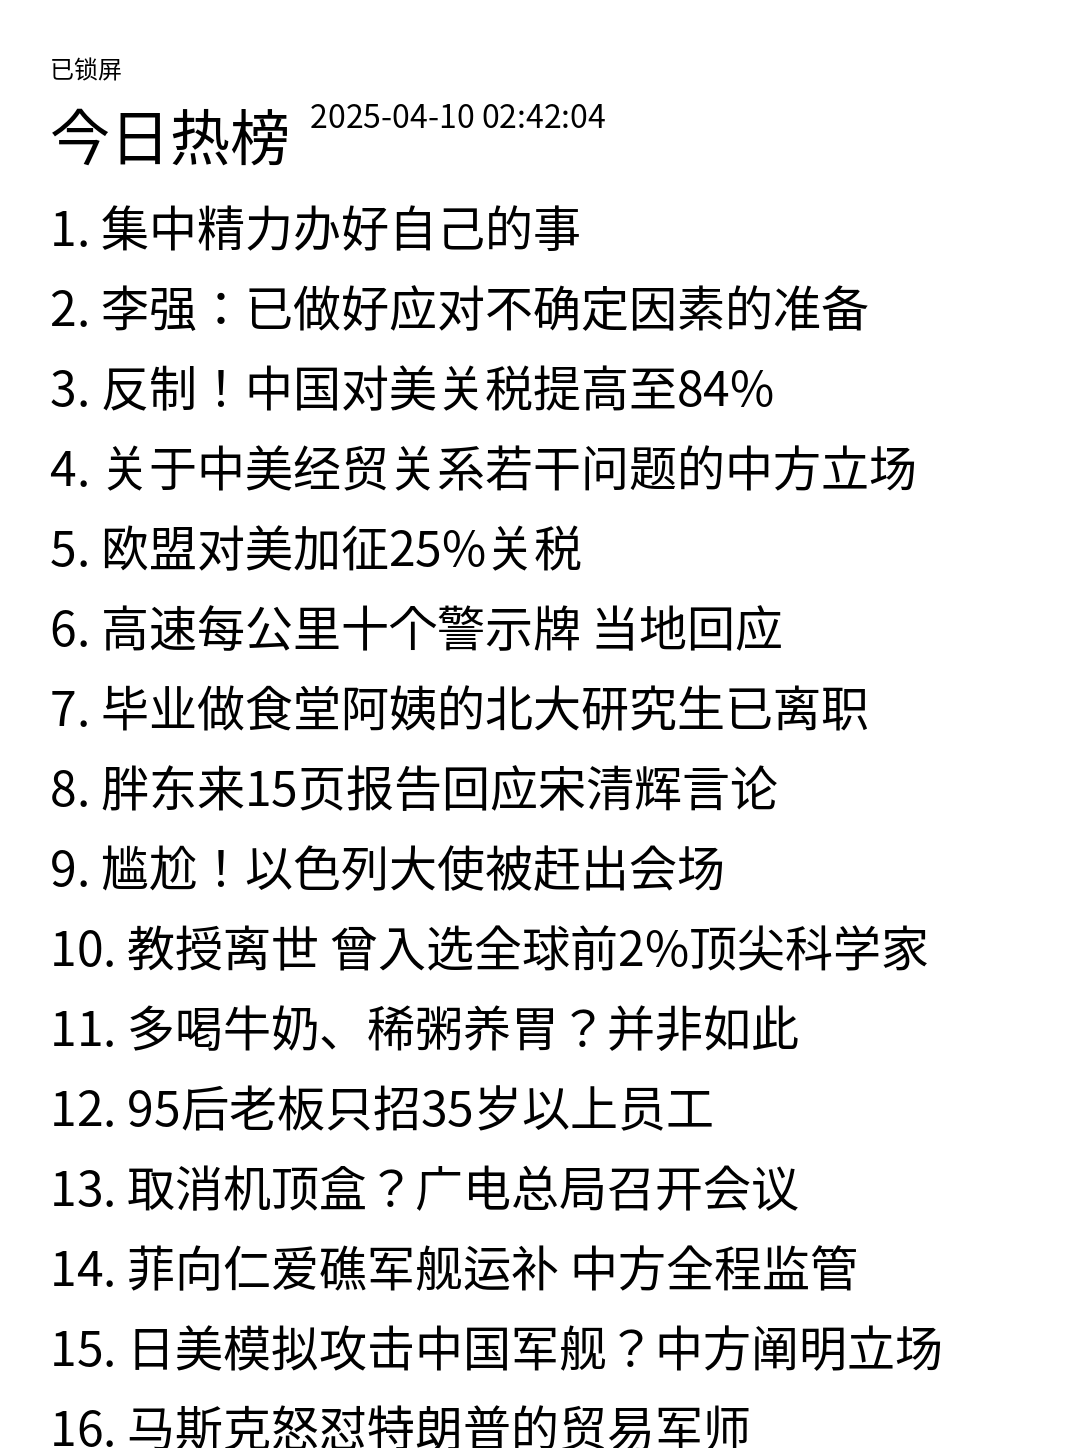 已锁屏
今日热榜 2025-04-10 02:42:04
1. 集中精力办好自己的事
2. 李强：已做好应对不确定因素的准备
3. 反制！中国对美关税提高至84%
4. 关于中美经贸关系若干问题的中方立场
5. 欧盟对美加征25%关税
6. 高速每公里十个警示牌 当地回应
7. 毕业做食堂阿姨的北大研究生已离职
8. 胖东来15页报告回应宋清辉言论
9. 尴尬！以色列大使被赶出会场
10. 教授离世 曾入选全球前2%顶尖科学家
11. 多喝牛奶、稀粥养胃？并非如此
12. 95后老板只招35岁以上员工
13. 取消机顶盒？广电总局召开会议
14. 菲向仁爱礁军舰运补 中方全程监管
15. 日美模拟攻击中国军舰？中方阐明立场
16. 马斯克怒怼特朗普的贸易军师